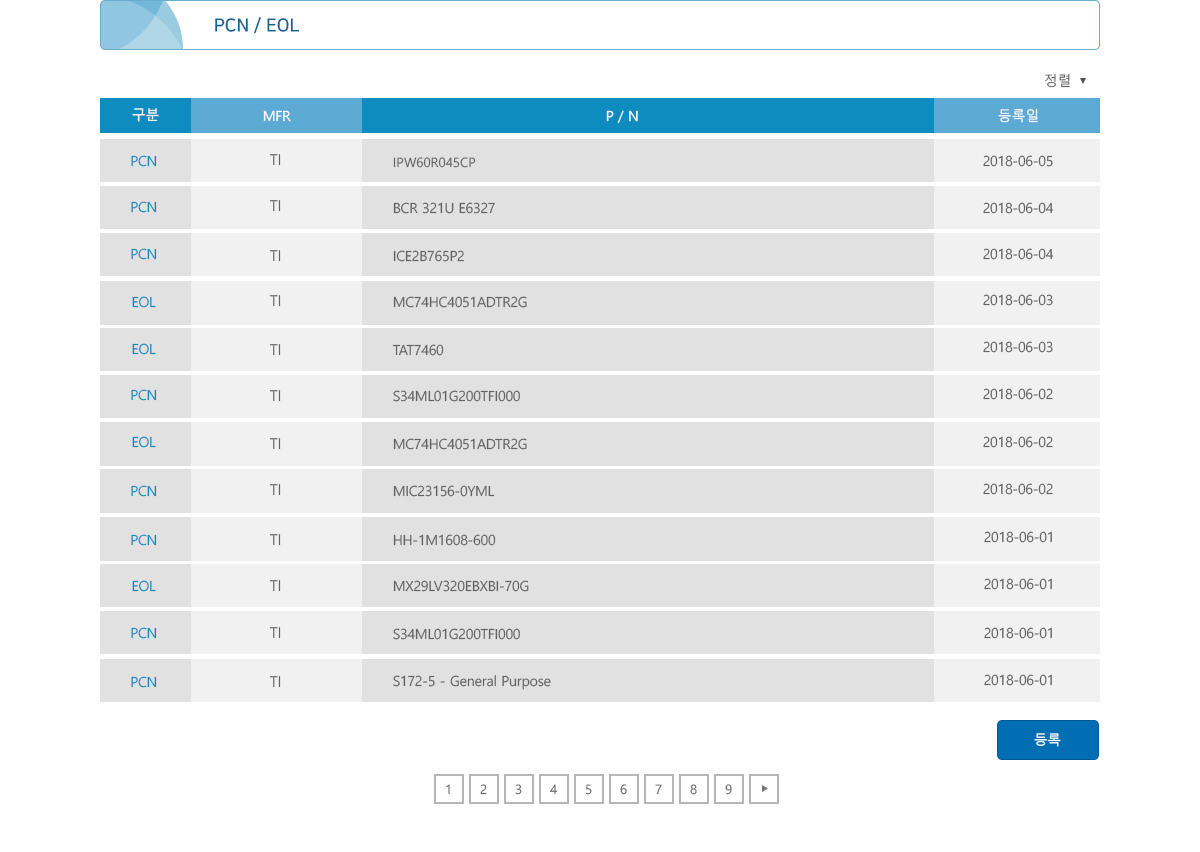 PCN / EOL
정렬 ▼
구분 MFR P / N 등록일
PCN TI IPW60R045CP 2018-06-05
PCN TI BCR 321U E6327 2018-06-04
PCN TI ICE2B765P2 2018-06-04
EOL TI MC74HC4051ADTR2G 2018-06-03
EOL TI TAT7460 2018-06-03
PCN TI S34ML01G200TFI000 2018-06-02
EOL TI MC74HC4051ADTR2G 2018-06-02
PCN TI MIC23156-0YML 2018-06-02
PCN TI HH-1M1608-600 2018-06-01
EOL TI MX29LV320EBXBI-70G 2018-06-01
PCN TI S34ML01G200TFI000 2018-06-01
PCN TI S172-5 - General Purpose 2018-06-01
등록
1 2 3 4 5 6 7 8 9 ▶